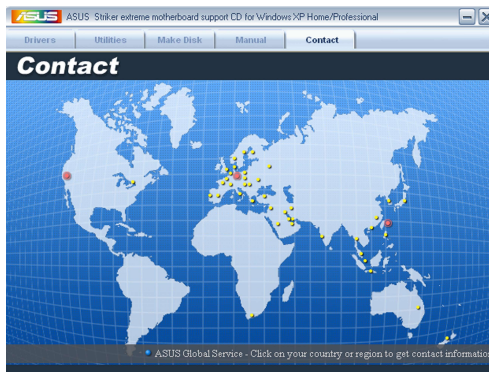 ASUS ASUS Striker extreme motherboard support CD for Windows XP Home/Professional
Drivers Utilities Make Disk Manual Contact
Contact
ASUS Global Service - Click on your country or region to get contact information